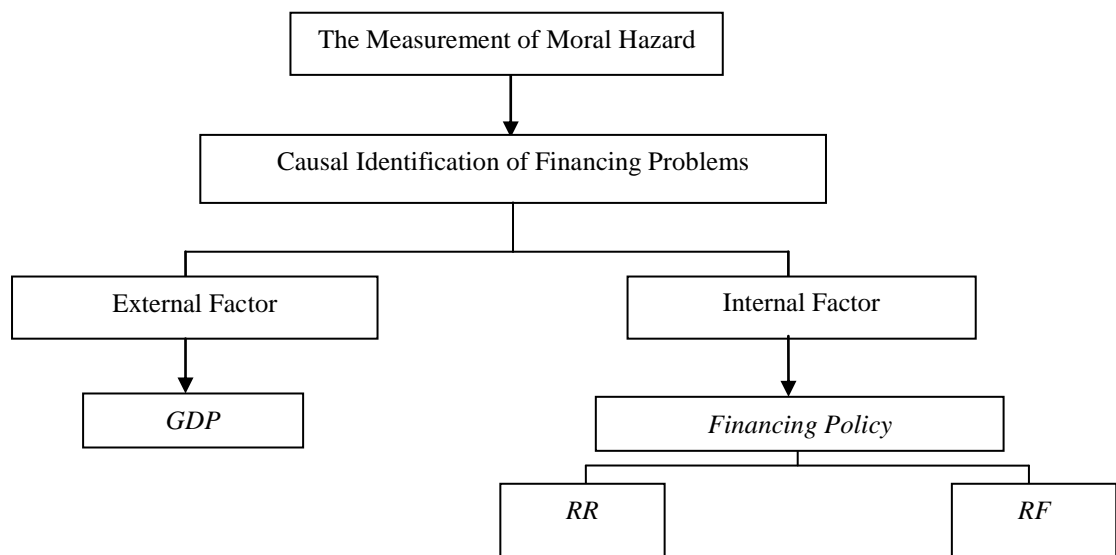 The Measurement of Moral Hazard
Causal Identification of Financing Problems
External Factor
Internal Factor
GDP
Financing Policy
RR
RF